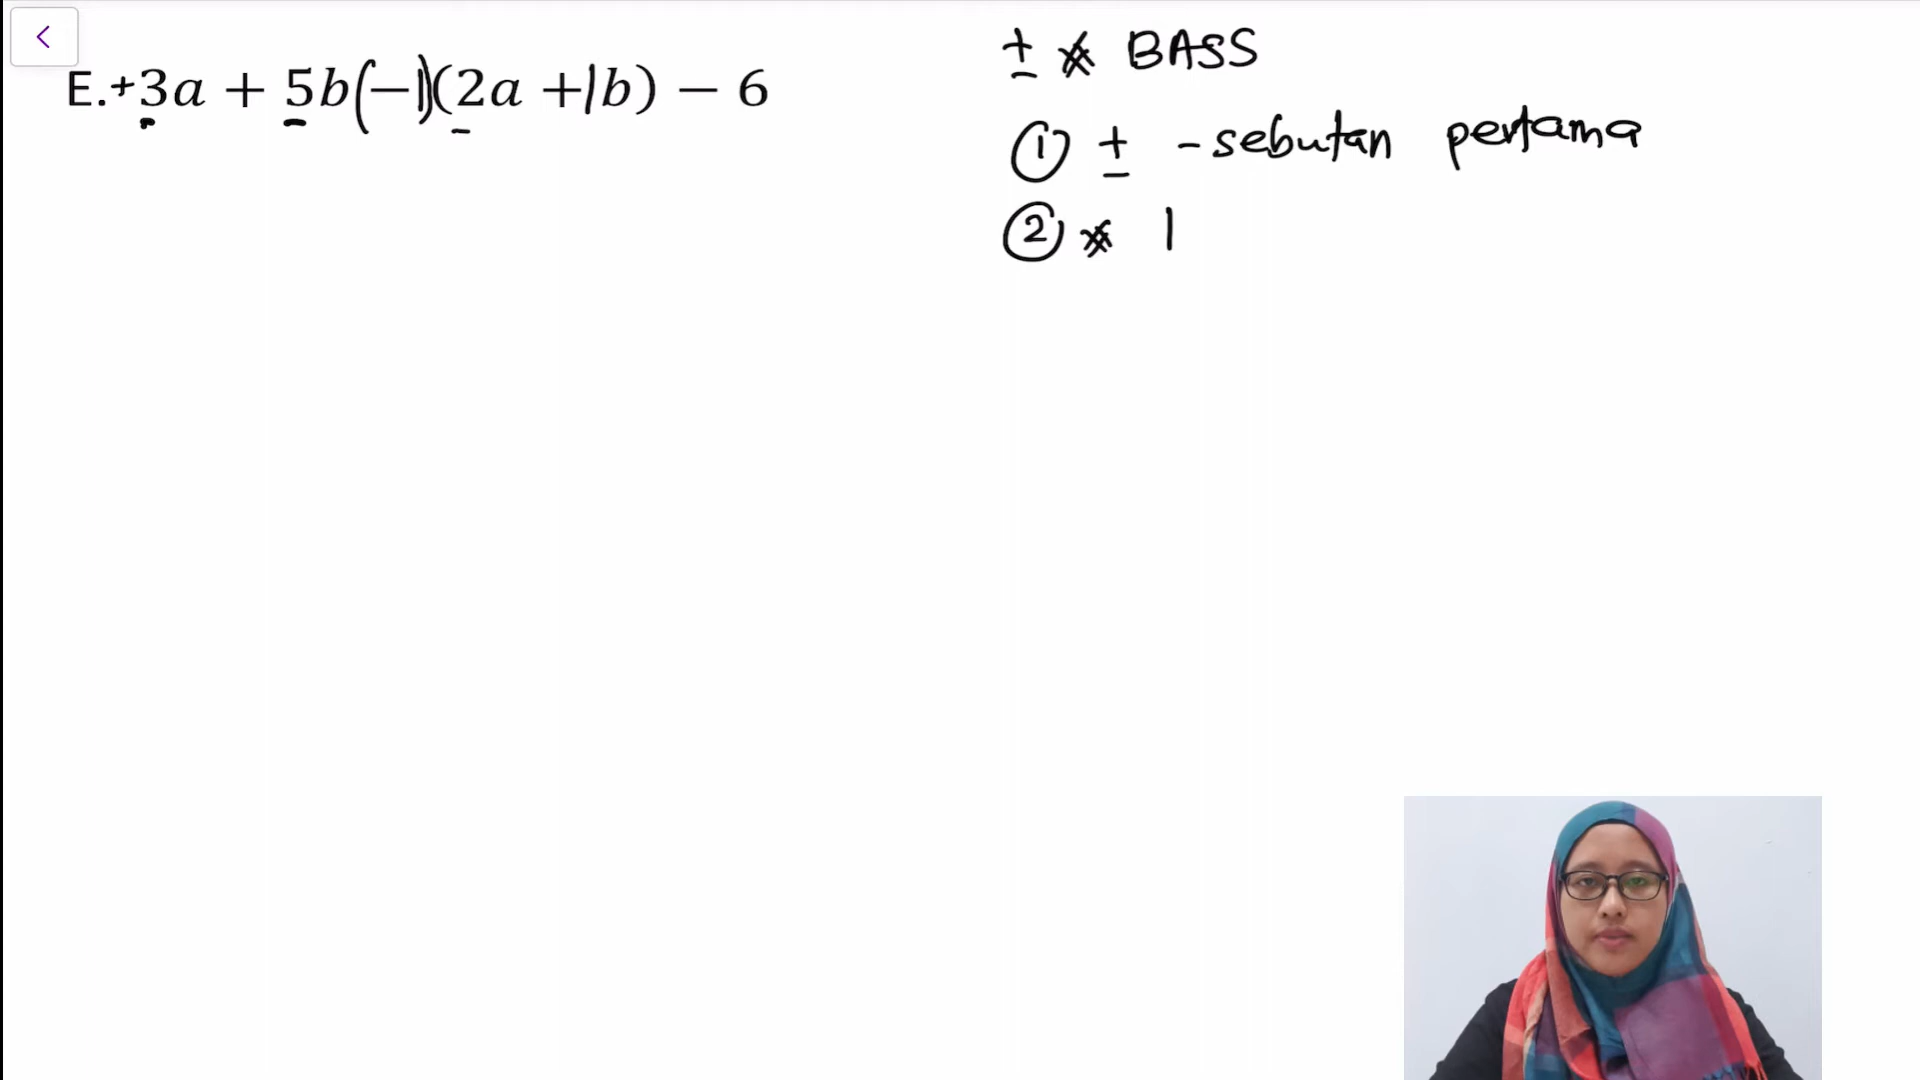 E.+3a + 5b(−1)(2a +1b) − 6
± * BASS
① ± - sebutan pertama
② * 1